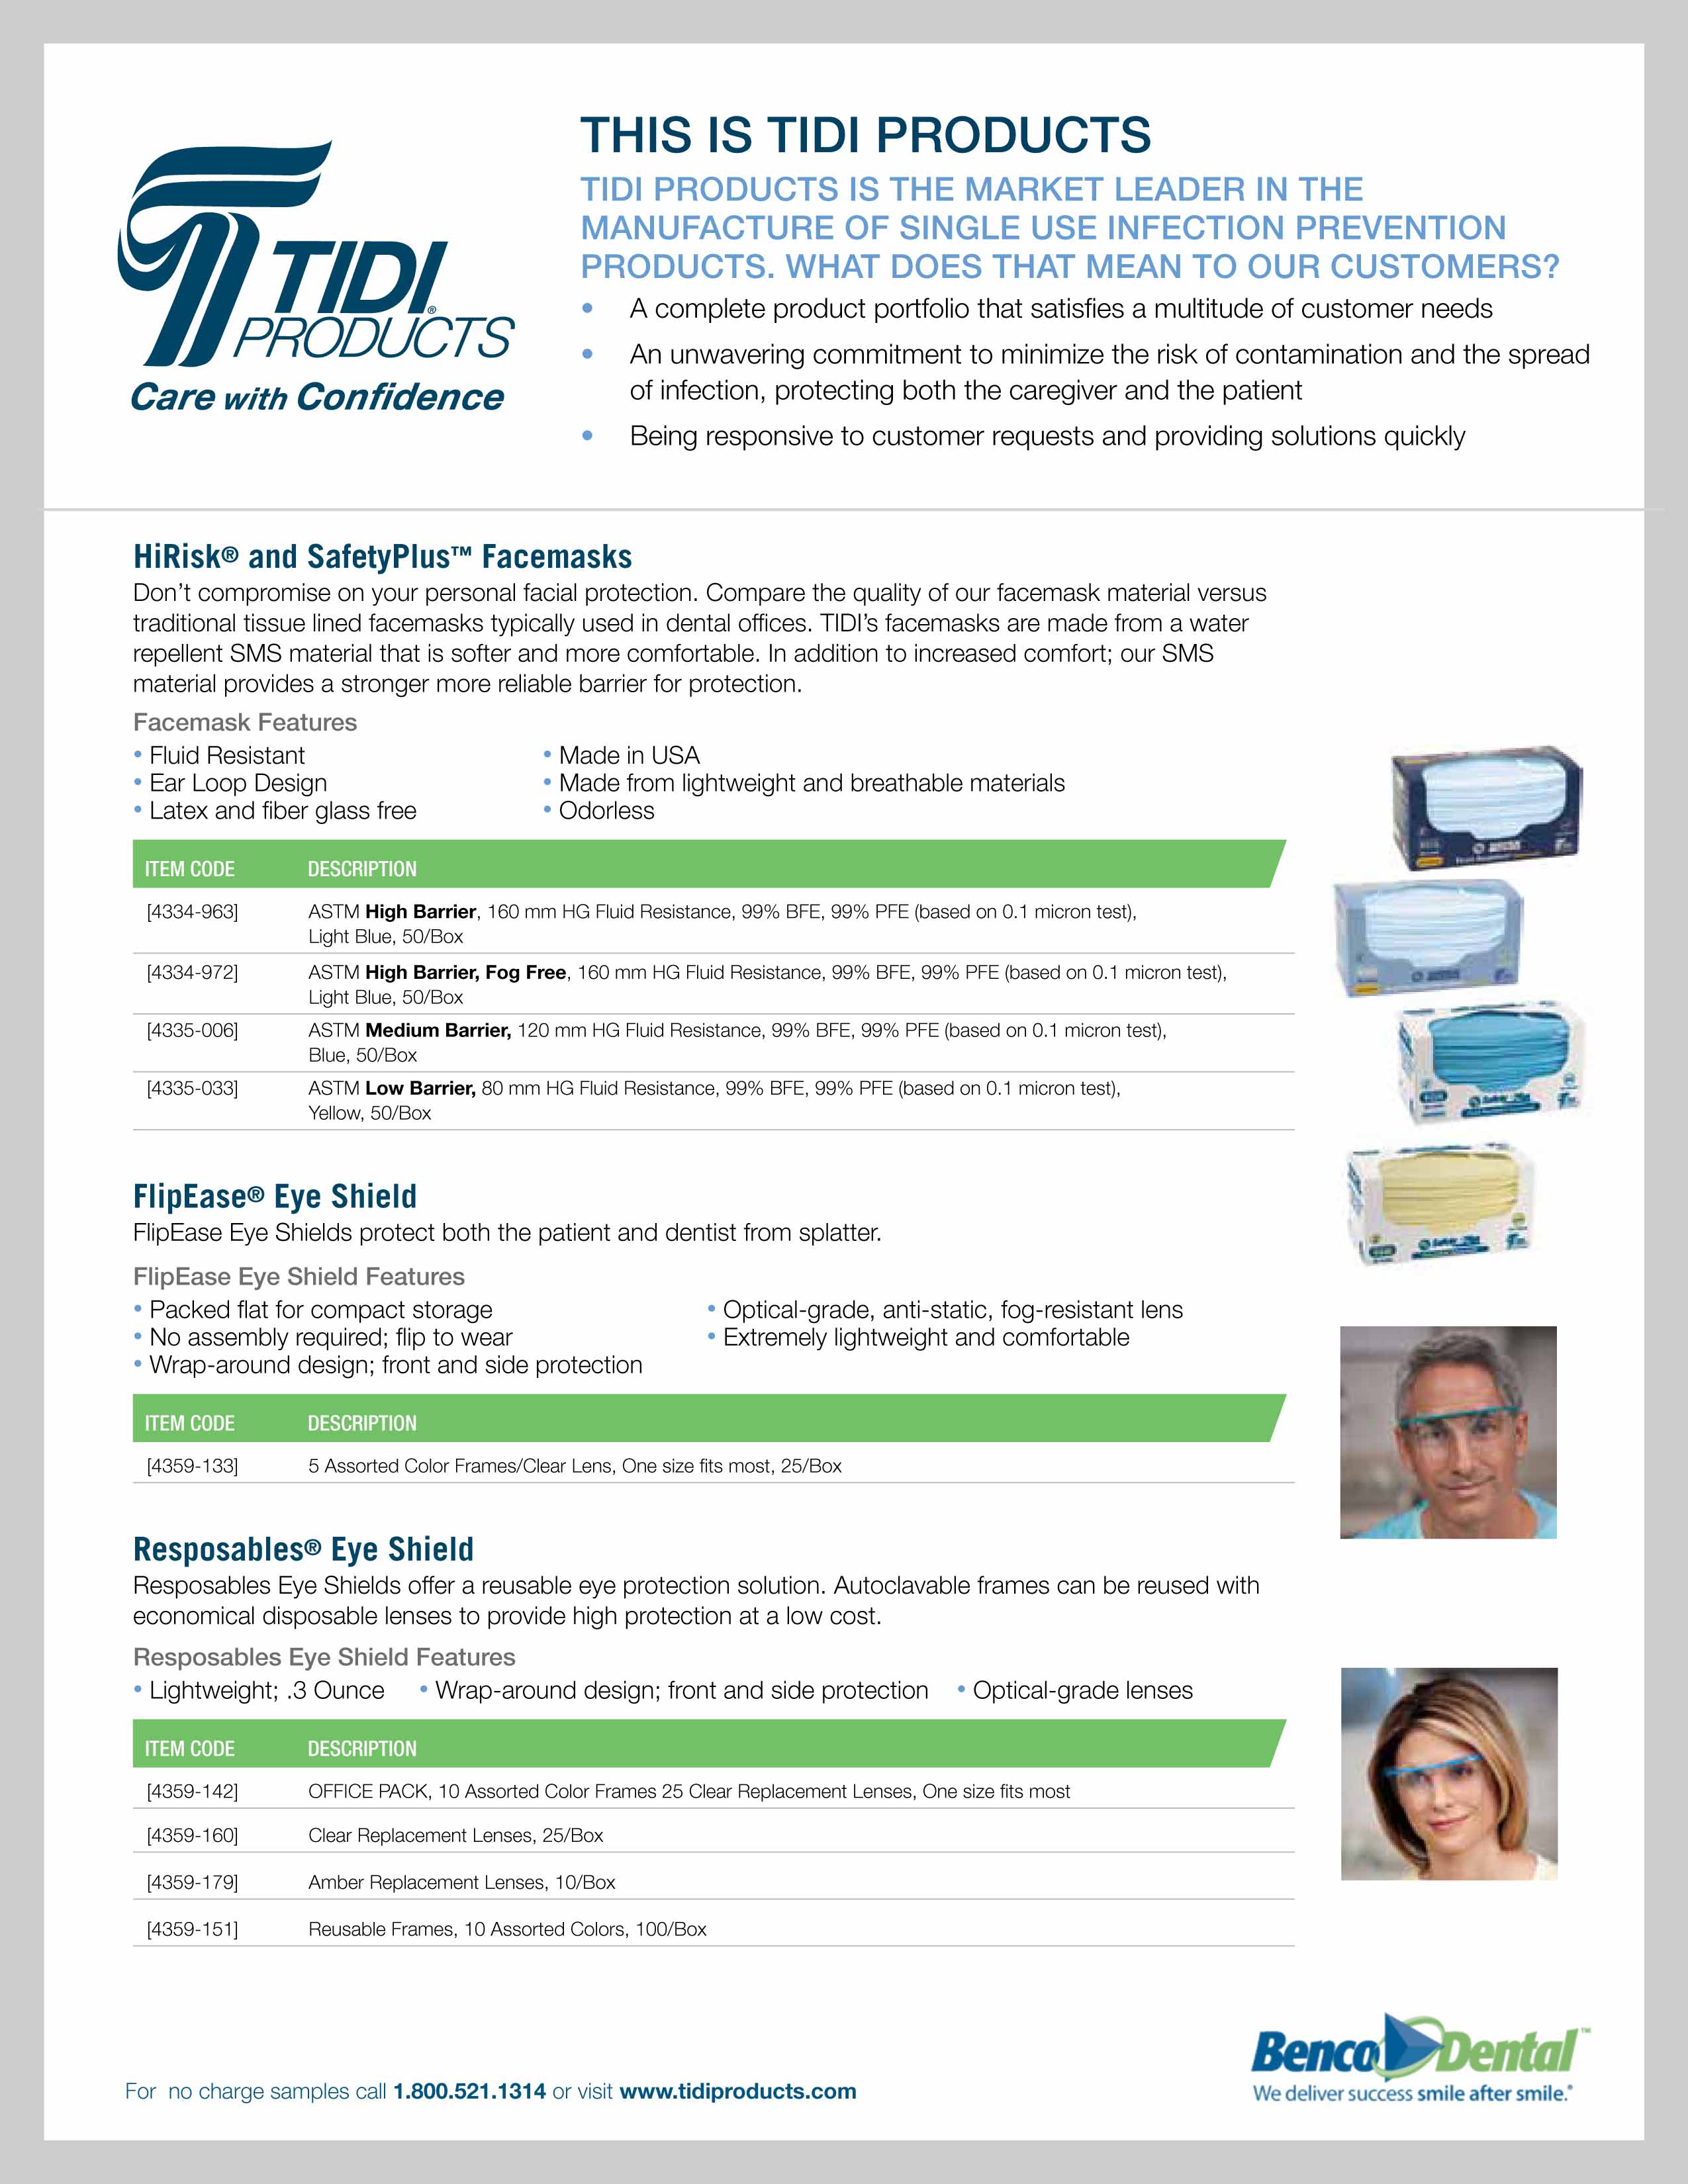 TIDI®
PRODUCTS
Care with Confidence
THIS IS TIDI PRODUCTS
TIDI PRODUCTS IS THE MARKET LEADER IN THE
MANUFACTURE OF SINGLE USE INFECTION PREVENTION
PRODUCTS. WHAT DOES THAT MEAN TO OUR CUSTOMERS?
• A complete product portfolio that satisfies a multitude of customer needs
• An unwavering commitment to minimize the risk of contamination and the spread
of infection, protecting both the caregiver and the patient
• Being responsive to customer requests and providing solutions quickly
HiRisk® and SafetyPlus™ Facemasks
Don't compromise on your personal facial protection. Compare the quality of our facemask material versus
traditional tissue lined facemasks typically used in dental offices. TIDI's facemasks are made from a water
repellent SMS material that is softer and more comfortable. In addition to increased comfort; our SMS
material provides a stronger more reliable barrier for protection.
Facemask Features
• Fluid Resistant
• Ear Loop Design
• Latex and fiber glass free
• Made in USA
• Made from lightweight and breathable materials
• Odorless
ITEM CODE DESCRIPTION
[4334-963] ASTM High Barrier, 160 mm HG Fluid Resistance, 99% BFE, 99% PFE (based on 0.1 micron test),
Light Blue, 50/Box
[4334-972] ASTM High Barrier, Fog Free, 160 mm HG Fluid Resistance, 99% BFE, 99% PFE (based on 0.1 micron test),
Light Blue, 50/Box
[4335-006] ASTM Medium Barrier, 120 mm HG Fluid Resistance, 99% BFE, 99% PFE (based on 0.1 micron test),
Blue, 50/Box
[4335-033] ASTM Low Barrier, 80 mm HG Fluid Resistance, 99% BFE, 99% PFE (based on 0.1 micron test),
Yellow, 50/Box
FlipEase® Eye Shield
FlipEase Eye Shields protect both the patient and dentist from splatter.
FlipEase Eye Shield Features
• Packed flat for compact storage
• No assembly required; flip to wear
• Wrap-around design; front and side protection
• Optical-grade, anti-static, fog-resistant lens
• Extremely lightweight and comfortable
ITEM CODE DESCRIPTION
[4359-133] 5 Assorted Color Frames/Clear Lens, One size fits most, 25/Box
Resposables® Eye Shield
Resposables Eye Shields offer a reusable eye protection solution. Autoclavable frames can be reused with
economical disposable lenses to provide high protection at a low cost.
Resposables Eye Shield Features
• Lightweight; .3 Ounce • Wrap-around design; front and side protection • Optical-grade lenses
ITEM CODE DESCRIPTION
[4359-142] OFFICE PACK, 10 Assorted Color Frames 25 Clear Replacement Lenses, One size fits most
[4359-160] Clear Replacement Lenses, 25/Box
[4359-179] Amber Replacement Lenses, 10/Box
[4359-151] Reusable Frames, 10 Assorted Colors, 100/Box
Benco Dental™
We deliver success smile after smile.®
For no charge samples call 1.800.521.1314 or visit www.tidiproducts.com